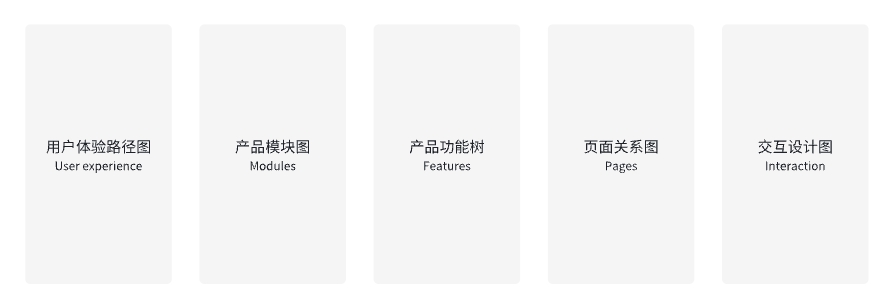 用户体验路径图
User experience
产品模块图
Modules
产品功能树
Features
页面关系图
Pages
交互设计图
Interaction